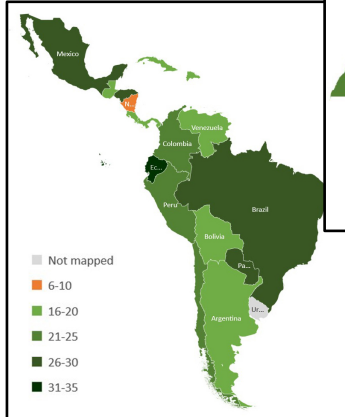 Mexico
N...
Venezuela
Colombia
Ec...
Peru
Brazil
Bolivia
Pa...
Ur...
Argentina
Not mapped
6-10
16-20
21-25
26-30
31-35